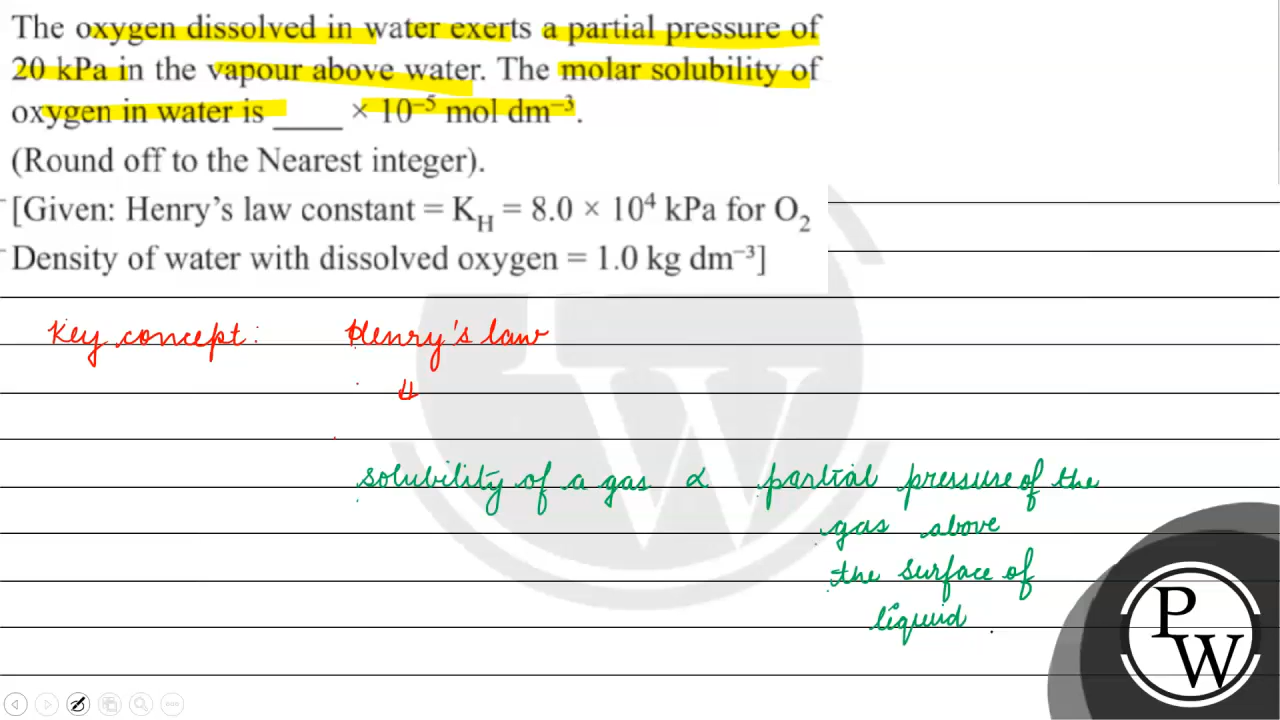 The oxygen dissolved in water exerts a partial pressure of
20 kPa in the vapour above water. The molar solubility of
oxygen in water is ____ × 10⁻⁵ mol dm⁻³.
(Round off to the Nearest integer).
[Given: Henry's law constant = K_H = 8.0 × 10⁴ kPa for O₂
Density of water with dissolved oxygen = 1.0 kg dm⁻³]
Key concept: Henry's law
⇓
solubility of a gas ∝ partial pressure of the
gas above
the surface of
liquid.
P
W